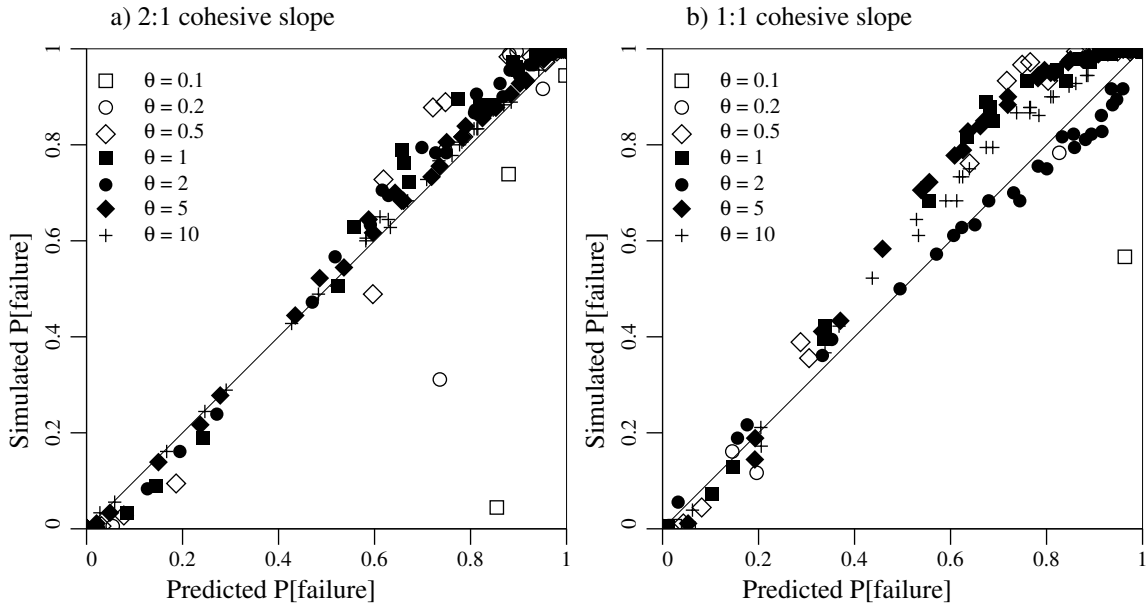 a) 2:1 cohesive slope
1
0.8
0.6
0.4
0.2
0
Simulated P[failure]
θ = 0.1
θ = 0.2
θ = 0.5
θ = 1
θ = 2
θ = 5
θ = 10
0 0.2 0.4 0.6 0.8 1
Predicted P[failure]
b) 1:1 cohesive slope
1
0.8
0.6
0.4
0.2
0
Simulated P[failure]
θ = 0.1
θ = 0.2
θ = 0.5
θ = 1
θ = 2
θ = 5
θ = 10
0 0.2 0.4 0.6 0.8 1
Predicted P[failure]